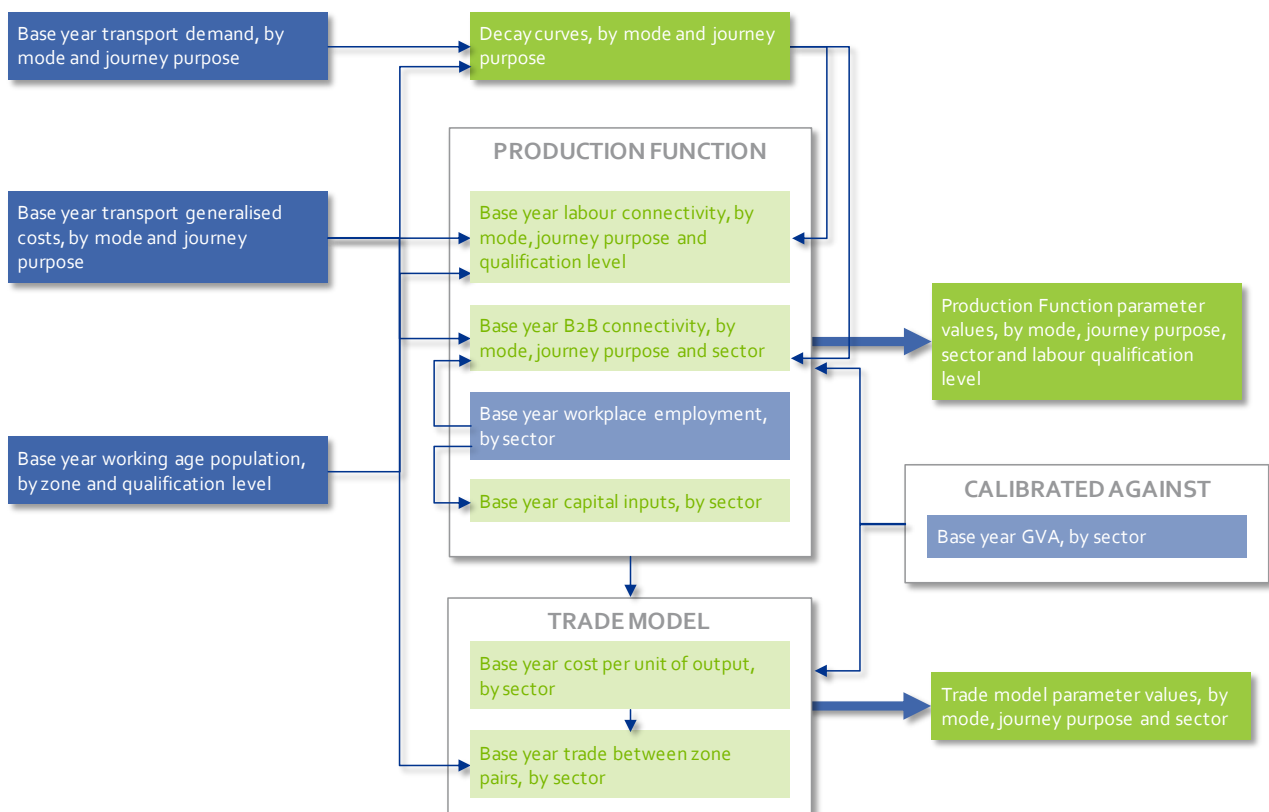 Base year transport demand, by
mode and journey purpose
Decay curves, by mode and journey
purpose
PRODUCTION FUNCTION
Base year transport generalised
costs, by mode and journey
purpose
Base year labour connectivity, by
mode, journey purpose and
qualification level
Base year B2B connectivity, by
mode, journey purpose and sector
Production Function parameter
values, by mode, journey purpose,
sector and labour qualification
level
Base year workplace employment,
by sector
Base year working age population,
by zone and qualification level
Base year capital inputs, by sector
CALIBRATED AGAINST
Base year GVA, by sector
TRADE MODEL
Base year cost per unit of output,
by sector
Trade model parameter values, by
mode, journey purpose and sector
Base year trade between zone
pairs, by sector